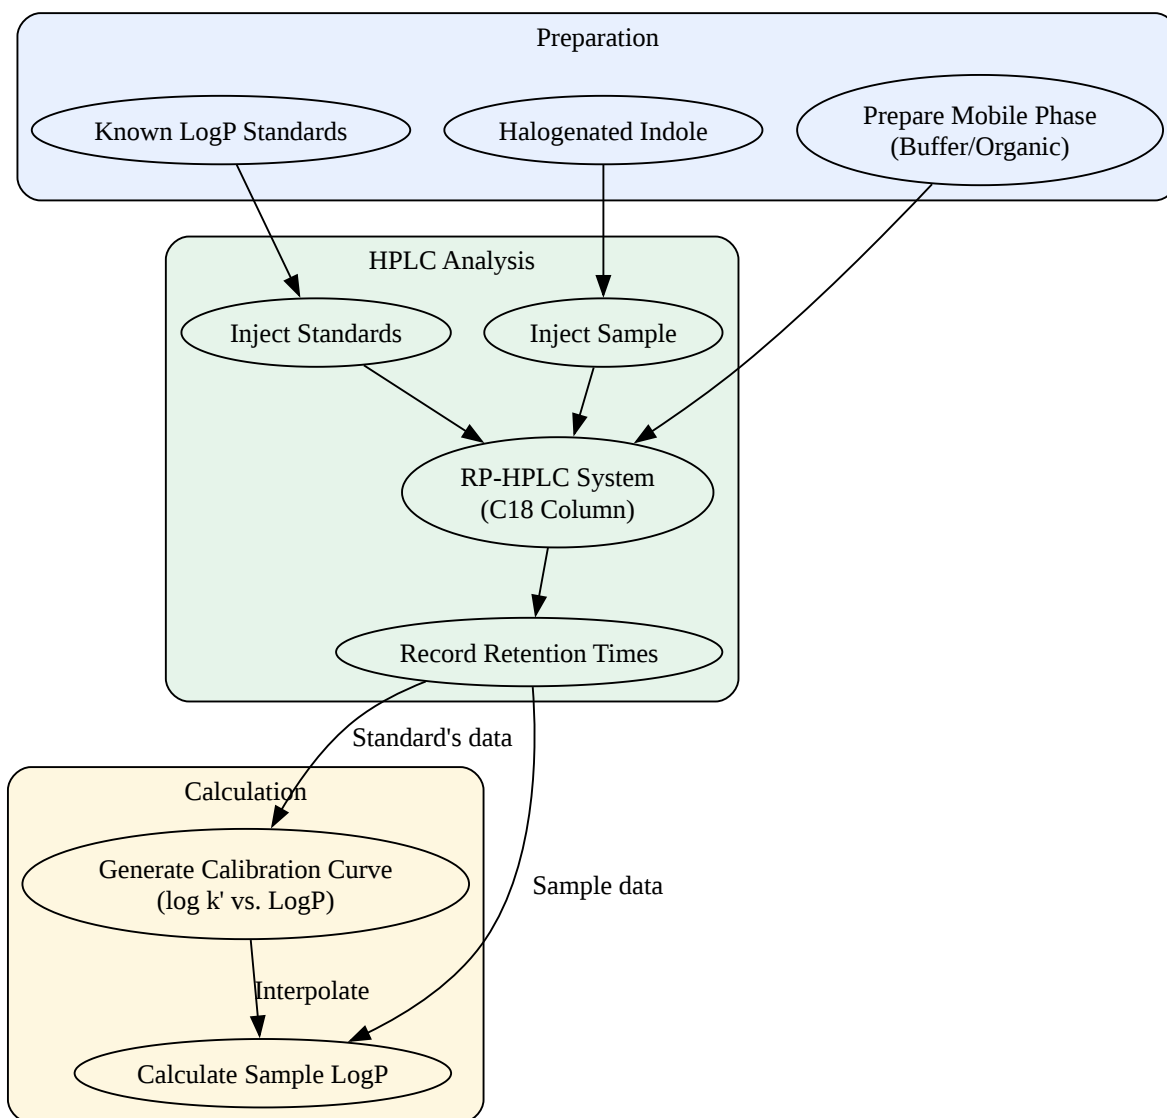 Preparation
Known LogP Standards
Halogenated Indole
Prepare Mobile Phase
(Buffer/Organic)
HPLC Analysis
Inject Standards
Inject Sample
RP-HPLC System
(C18 Column)
Record Retention Times
Standard's data
Calculation
Generate Calibration Curve
(log k' vs. LogP)
Sample data
Interpolate
Calculate Sample LogP